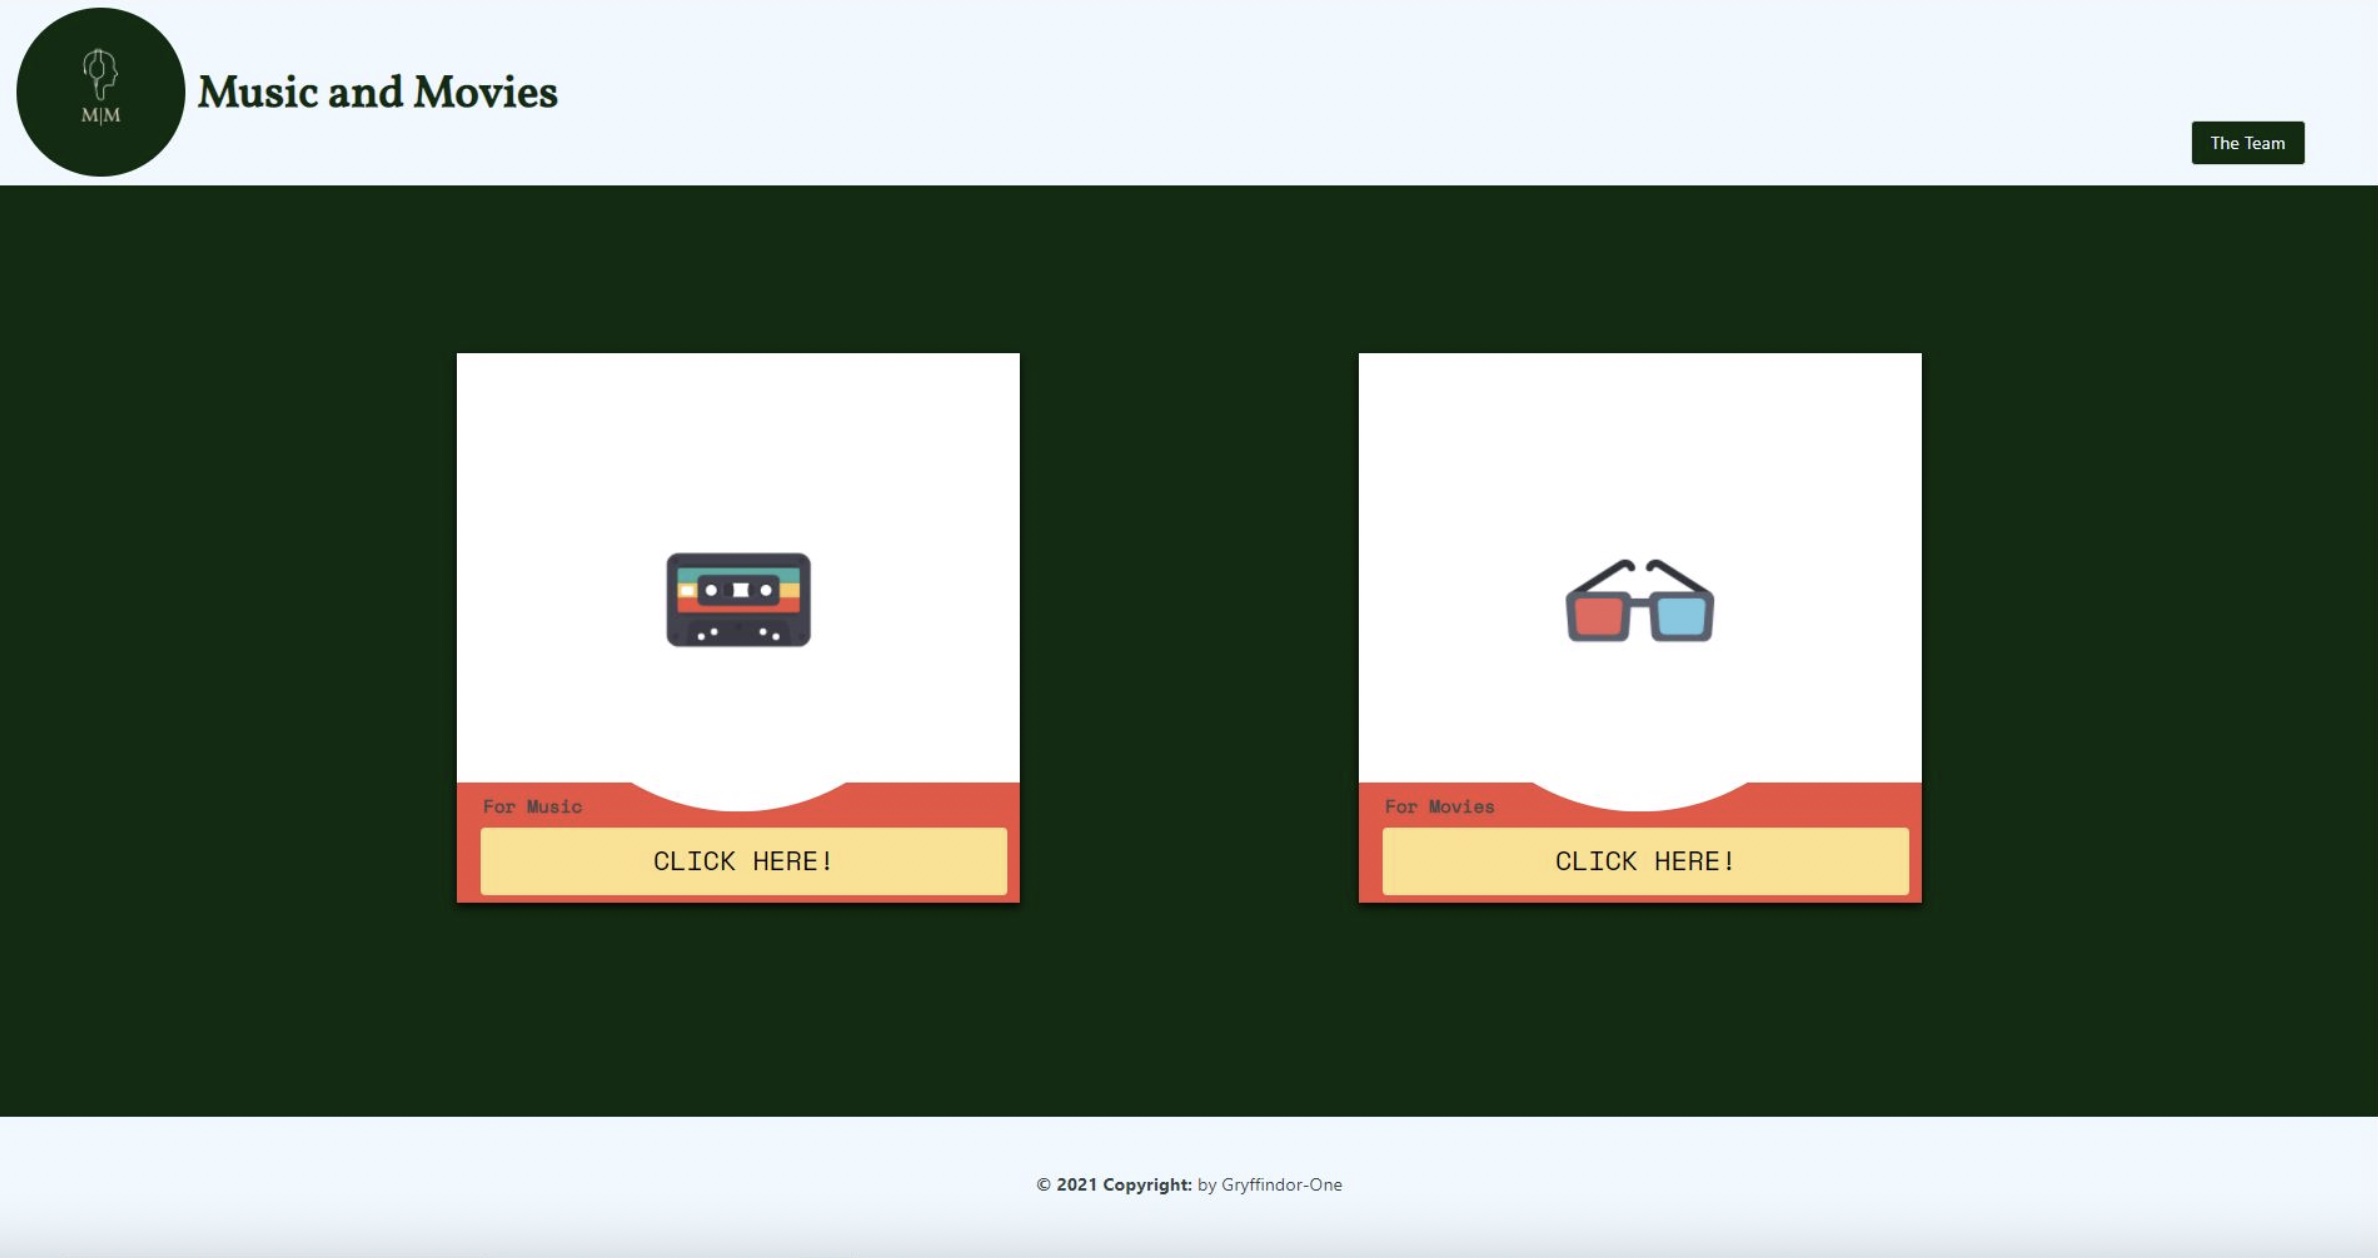 M|M
Music and Movies
The Team
For Music
CLICK HERE!
For Movies
CLICK HERE!
© 2021 Copyright: by Gryffindor-One